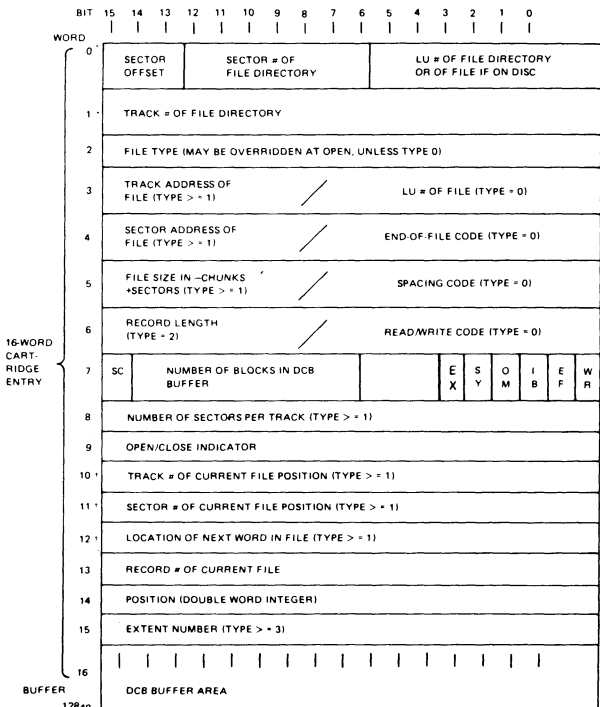 BIT 15 14 13 12 11 10 9 8 7 6 5 4 3 2 1 0
WORD
0 SECTOR OFFSET SECTOR # OF FILE DIRECTORY LU # OF FILE DIRECTORY OR OF FILE IF ON DISC
1 TRACK # OF FILE DIRECTORY
2 FILE TYPE (MAY BE OVERRIDDEN AT OPEN, UNLESS TYPE 0)
3 TRACK ADDRESS OF FILE (TYPE > = 1) / LU # OF FILE (TYPE = 0)
4 SECTOR ADDRESS OF FILE (TYPE > = 1) / END-OF-FILE CODE (TYPE = 0)
5 FILE SIZE IN –CHUNKS +SECTORS (TYPE > = 1) / SPACING CODE (TYPE = 0)
6 RECORD LENGTH (TYPE = 2) / READ/WRITE CODE (TYPE = 0)
16-WORD CART-RIDGE ENTRY
7 SC NUMBER OF BLOCKS IN DCB BUFFER EX SY OM IB EF WR
8 NUMBER OF SECTORS PER TRACK (TYPE > = 1)
9 OPEN/CLOSE INDICATOR
10 † TRACK # OF CURRENT FILE POSITION (TYPE > = 1)
11 † SECTOR # OF CURRENT FILE POSITION (TYPE > = 1)
12 † LOCATION OF NEXT WORD IN FILE (TYPE > = 1)
13 RECORD # OF CURRENT FILE
14 POSITION (DOUBLE WORD INTEGER)
15 EXTENT NUMBER (TYPE > = 3)
16
BUFFER DCB BUFFER AREA